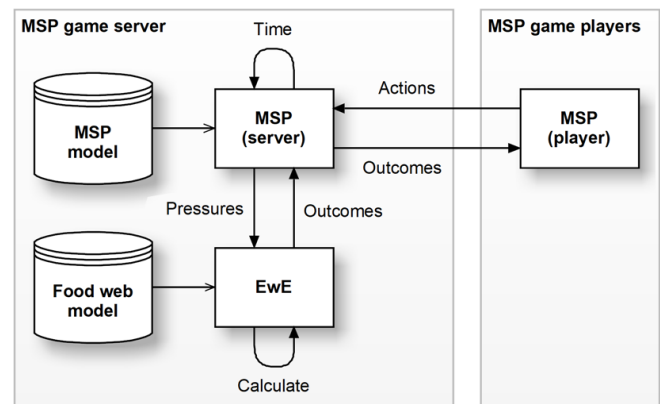 MSP game server
MSP game players
Time
MSP
model
MSP
(server)
Actions
MSP
(player)
Outcomes
Pressures
Outcomes
Food web
model
EwE
Calculate